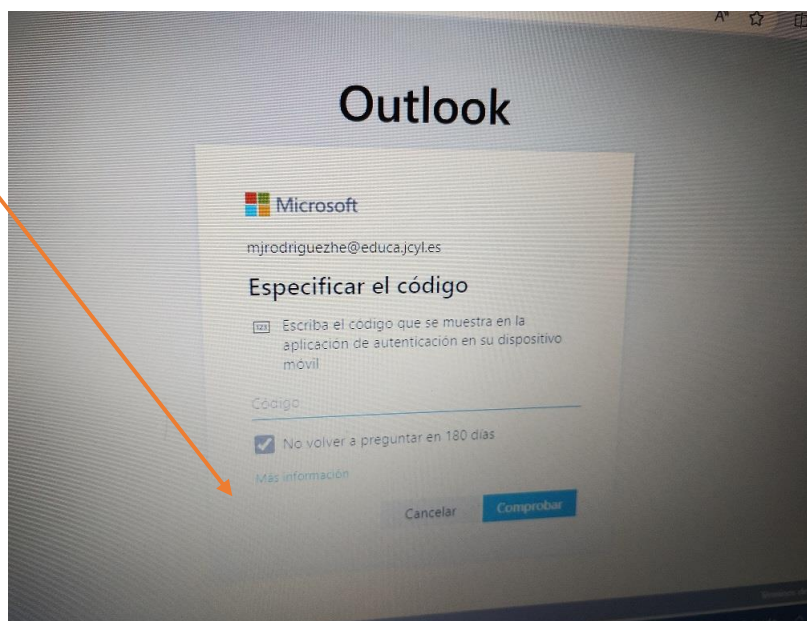 A"
Outlook
Microsoft
mjrodriguezhe@educa.jcyl.es
Especificar el código
123 Escriba el código que se muestra en la
aplicación de autenticación en su dispositivo
móvil
Código
No volver a preguntar en 180 días
Más información
Cancelar Comprobar